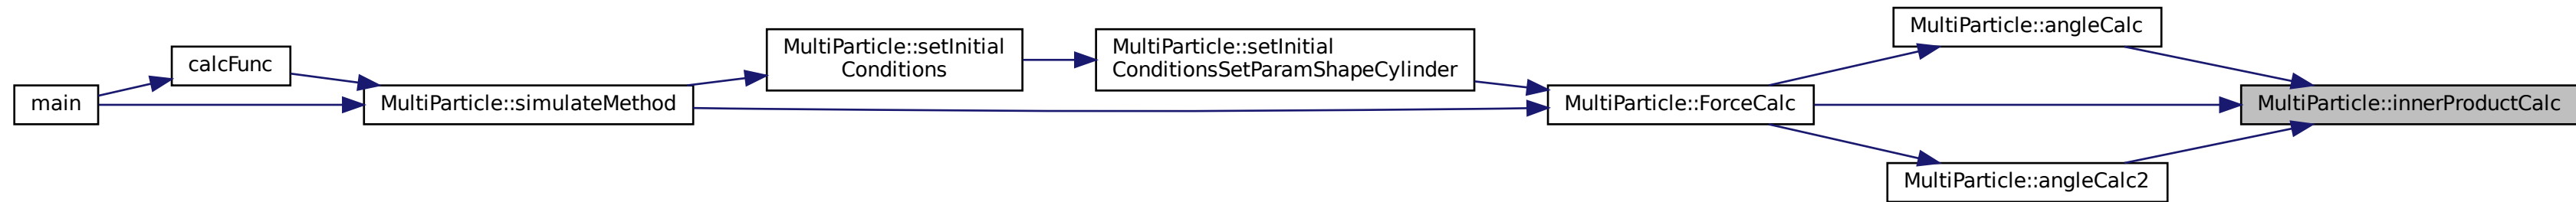 main
calcFunc
MultiParticle::simulateMethod
MultiParticle::setInitial
Conditions
MultiParticle::setInitial
ConditionsSetParamShapeCylinder
MultiParticle::ForceCalc
MultiParticle::angleCalc
MultiParticle::angleCalc2
MultiParticle::innerProductCalc